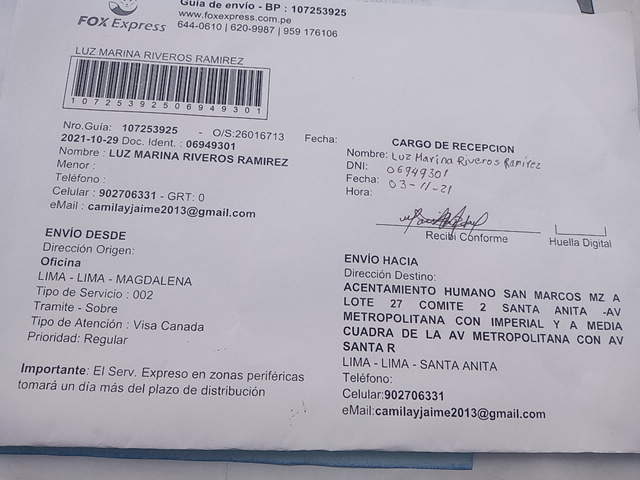 Guía de envío - BP : 107253925
www.foxexpress.com.pe
644-0610 | 620-9987 | 959 176106
FOX Express
LUZ MARINA RIVEROS RAMIREZ
10725392506949301
Nro.Guía: 107253925 - O/S:26016713 Fecha:
2021-10-29 Doc. Ident. : 06949301
Nombre : LUZ MARINA RIVEROS RAMIREZ
Menor :
Teléfono :
Celular : 902706331 - GRT: 0
eMail : camilayjaime2013@gmail.com
ENVÍO DESDE
Dirección Origen:
Oficina
LIMA - LIMA - MAGDALENA
Tipo de Servicio : 002
Tramite - Sobre
Tipo de Atención : Visa Canada
Prioridad: Regular
Importante: El Serv. Expreso en zonas periféricas
tomará un día más del plazo de distribución
CARGO DE RECEPCION
Nombre: Luz Marina Riveros Ramirez
DNI: 06949301
Fecha: 03-11-21
Hora:
Recibi Conforme
Huella Digital
ENVÍO HACIA
Dirección Destino:
ACENTAMIENTO HUMANO SAN MARCOS MZ A
LOTE 27 COMITE 2 SANTA ANITA -AV
METROPOLITANA CON IMPERIAL Y A MEDIA
CUADRA DE LA AV METROPOLITANA CON AV
SANTA R
LIMA - LIMA - SANTA ANITA
Teléfono:
Celular:902706331
eMail:camilayjaime2013@gmail.com